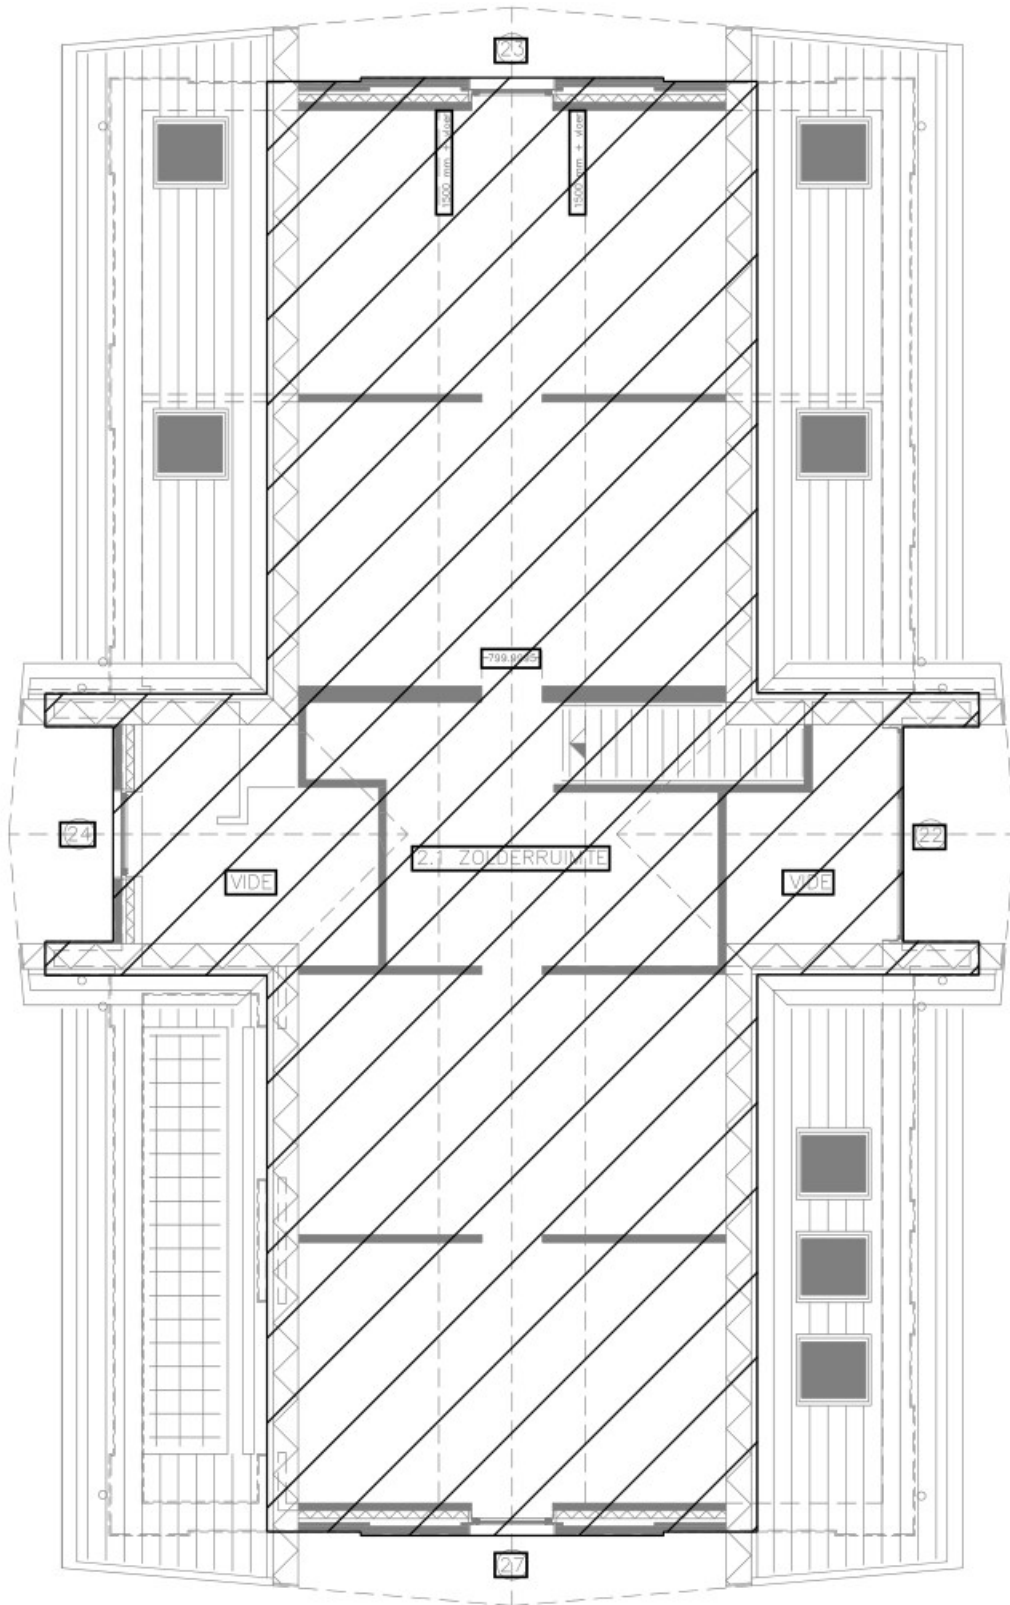 23
1500 mm + vloer
1500 mm + vloer
24
2.1 ZOLDERRUIMTE
22
VIDE
VIDE
27